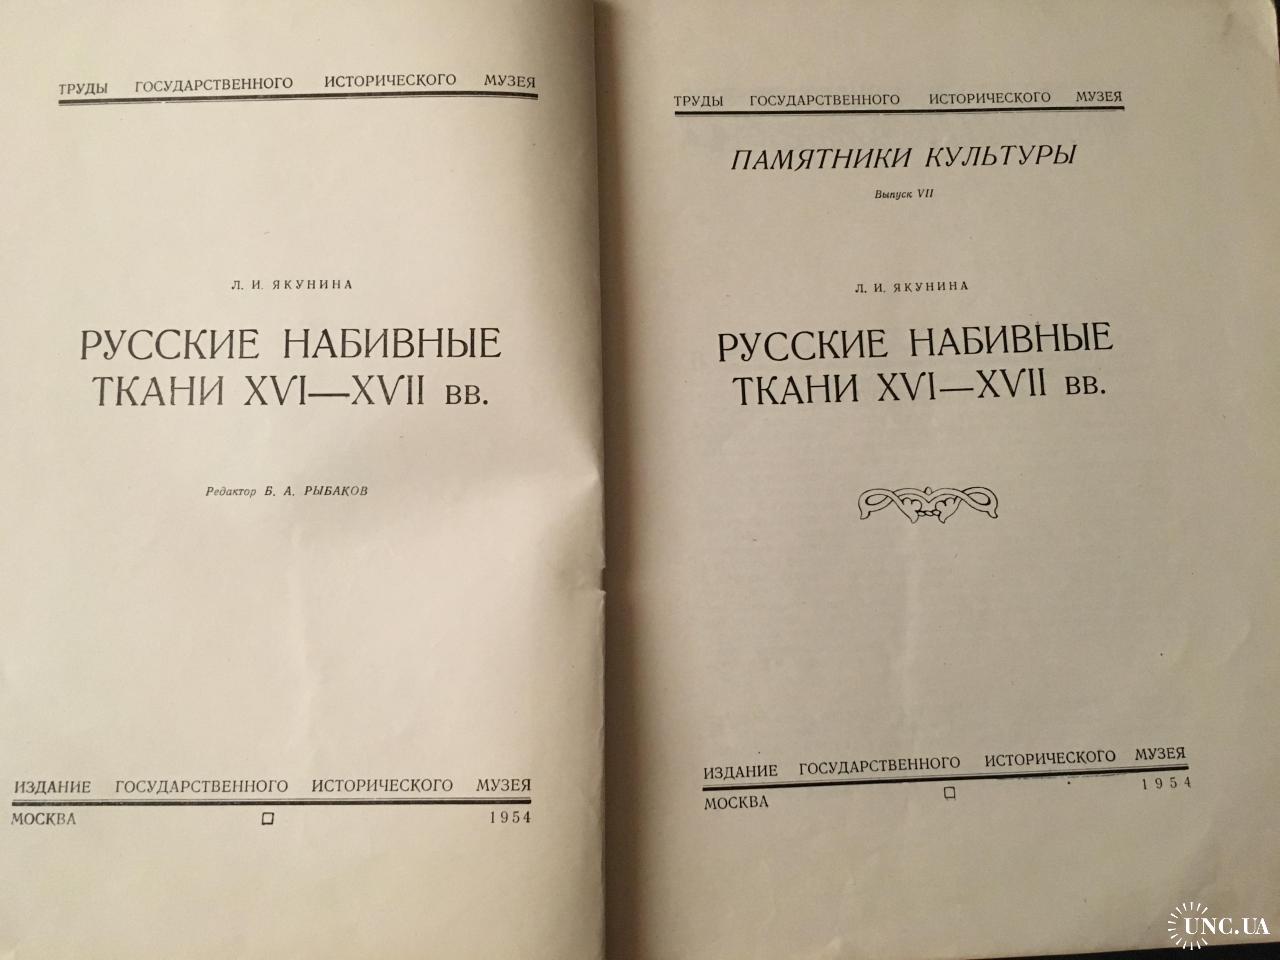 ТРУДЫ ГОСУДАРСТВЕННОГО ИСТОРИЧЕСКОГО МУЗЕЯ
Л. И. ЯКУНИНА
РУССКИЕ НАБИВНЫЕ
ТКАНИ XVI—XVII вв.
Редактор Б. А. РЫБАКОВ
ИЗДАНИЕ ГОСУДАРСТВЕННОГО ИСТОРИЧЕСКОГО МУЗЕЯ
МОСКВА 1954
ТРУДЫ ГОСУДАРСТВЕННОГО ИСТОРИЧЕСКОГО МУЗЕЯ
ПАМЯТНИКИ КУЛЬТУРЫ
Выпуск VII
Л. И. ЯКУНИНА
РУССКИЕ НАБИВНЫЕ
ТКАНИ XVI—XVII вв.
ИЗДАНИЕ ГОСУДАРСТВЕННОГО ИСТОРИЧЕСКОГО МУЗЕЯ
МОСКВА 1954
UNC.UA